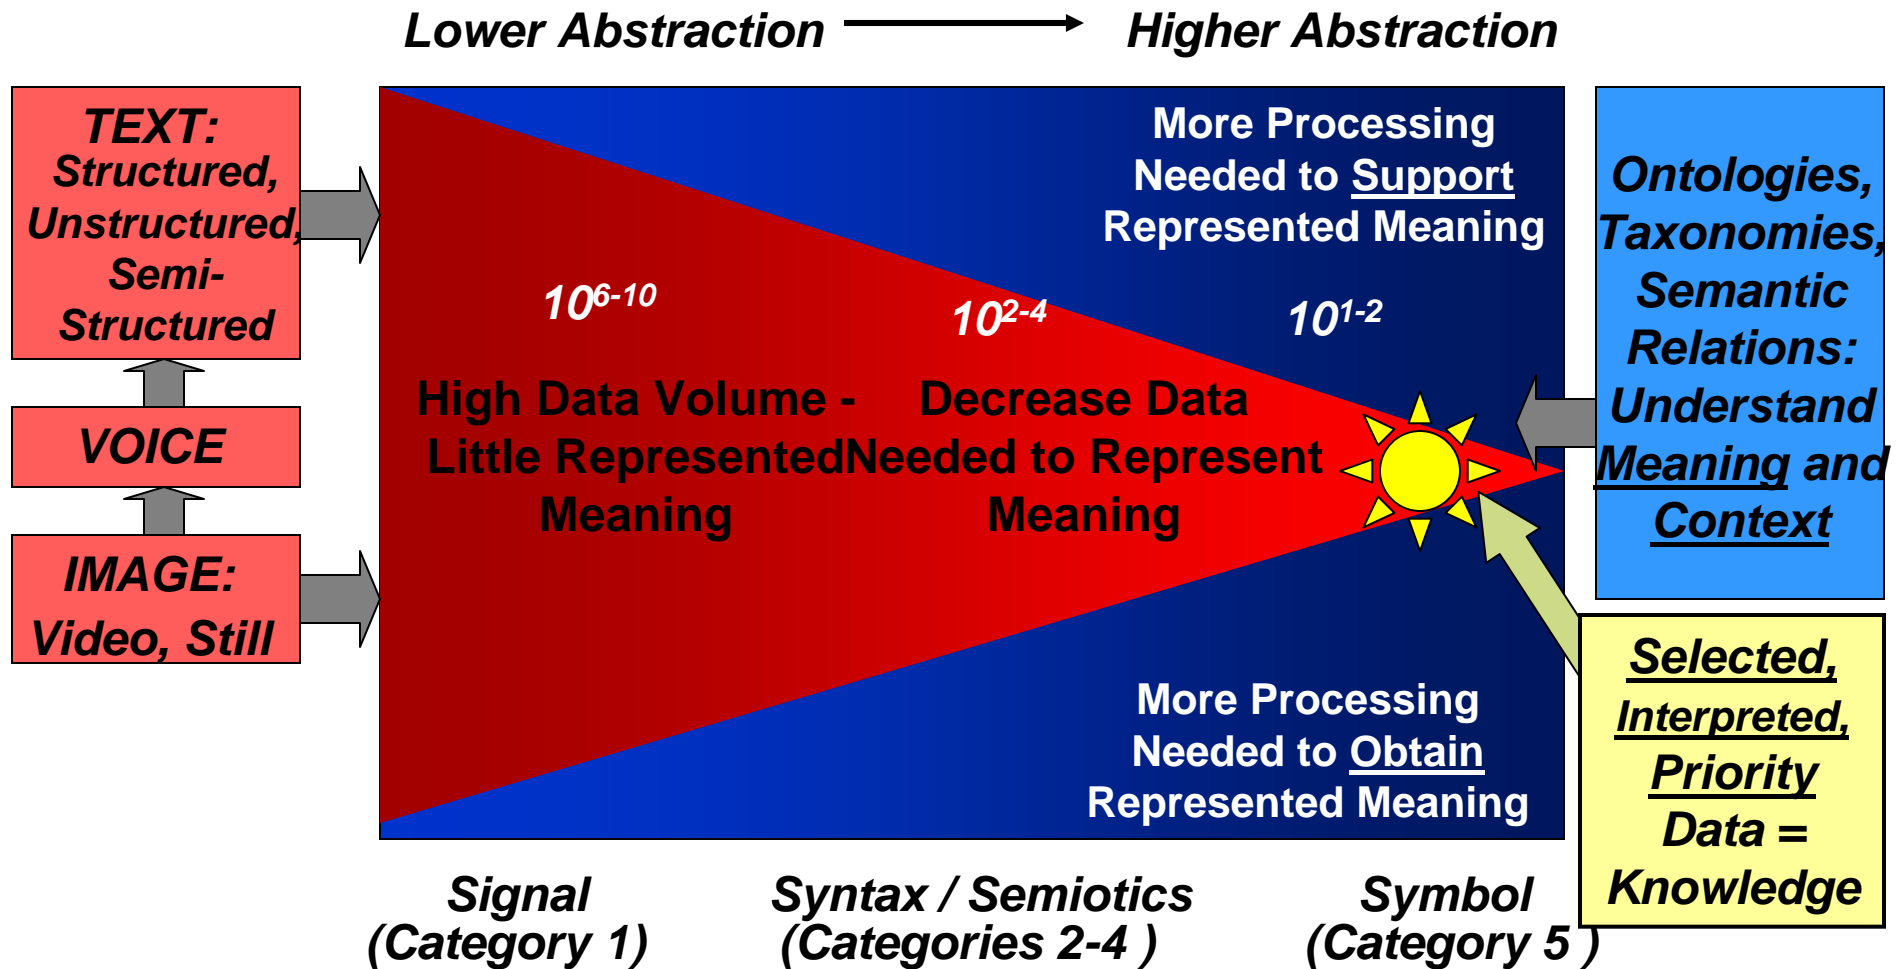 Lower Abstraction
Higher Abstraction
TEXT:
Structured,
Unstructured,
Semi-
Structured
VOICE
IMAGE:
Video, Still
More Processing
Needed to Support
Represented Meaning
10^6-10
10^2-4
10^1-2
High Data Volume -
Little Represented
Meaning
Decrease Data
Needed to Represent
Meaning
More Processing
Needed to Obtain
Represented Meaning
Ontologies,
Taxonomies,
Semantic
Relations:
Understand
Meaning and
Context
Selected,
Interpreted,
Priority
Data =
Knowledge
Signal
(Category 1)
Syntax / Semiotics
(Categories 2-4 )
Symbol
(Category 5 )